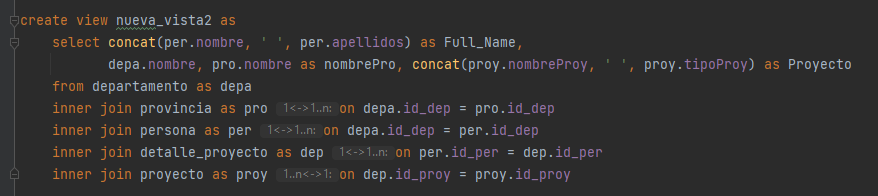 create view nueva_vista2 as
select concat(per.nombre, ' ', per.apellidos) as Full_Name,
depa.nombre, pro.nombre as nombrePro, concat(proy.nombreProy, ' ', proy.tipoProy) as Proyecto
from departamento as depa
inner join provincia as pro 1<->1..n: on depa.id_dep = pro.id_dep
inner join persona as per 1<->1..n: on depa.id_dep = per.id_dep
inner join detalle_proyecto as dep 1<->1..n: on per.id_per = dep.id_per
inner join proyecto as proy 1..n<->1: on dep.id_proy = proy.id_proy